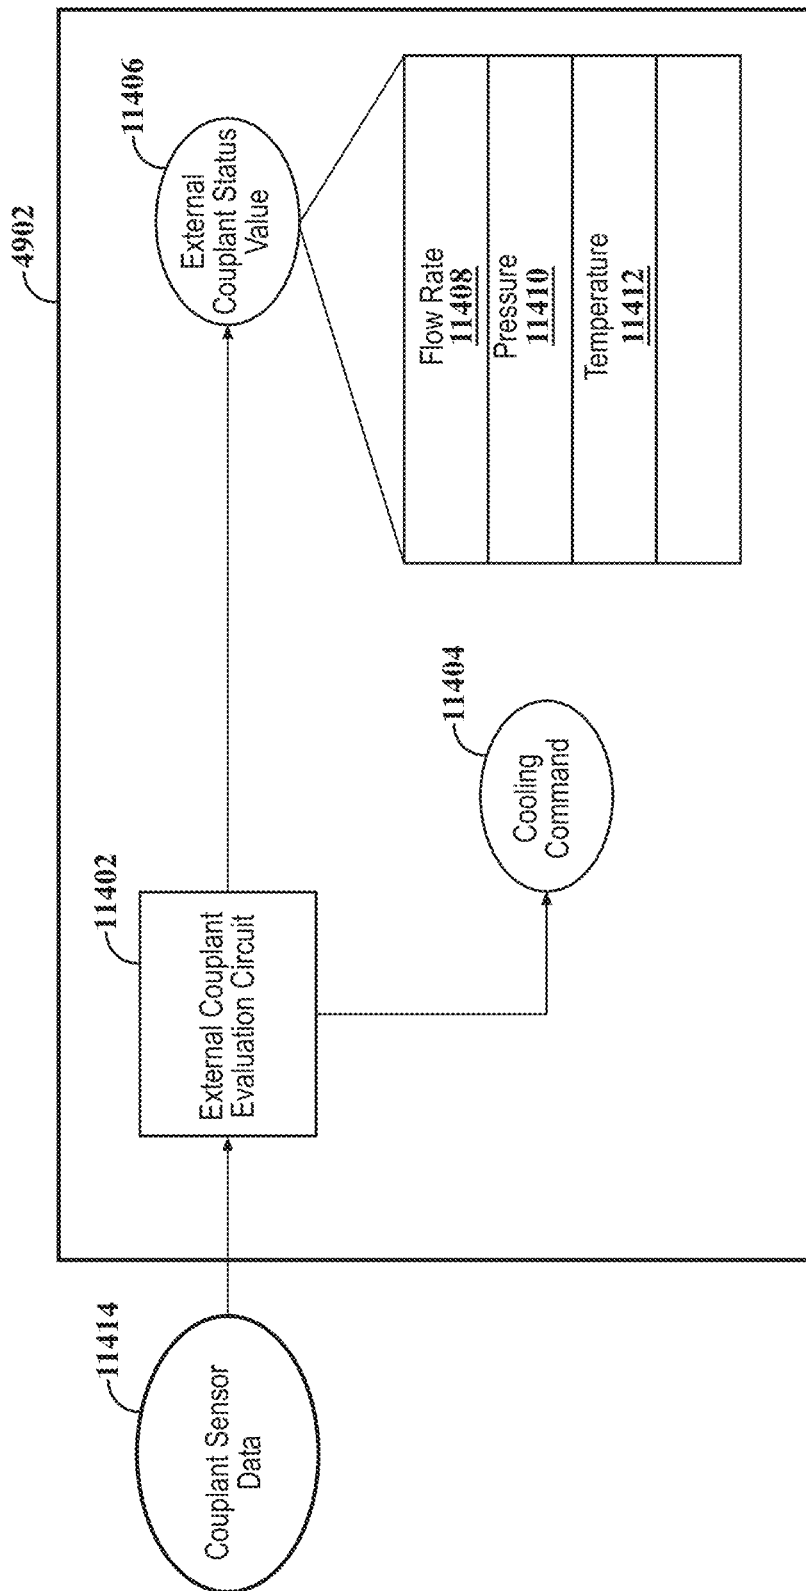 4902
11414
Couplant Sensor
Data
11402
External Couplant
Evaluation Circuit
11406
External
Couplant Status
Value
11404
Cooling
Command
Flow Rate
11408
Pressure
11410
Temperature
11412